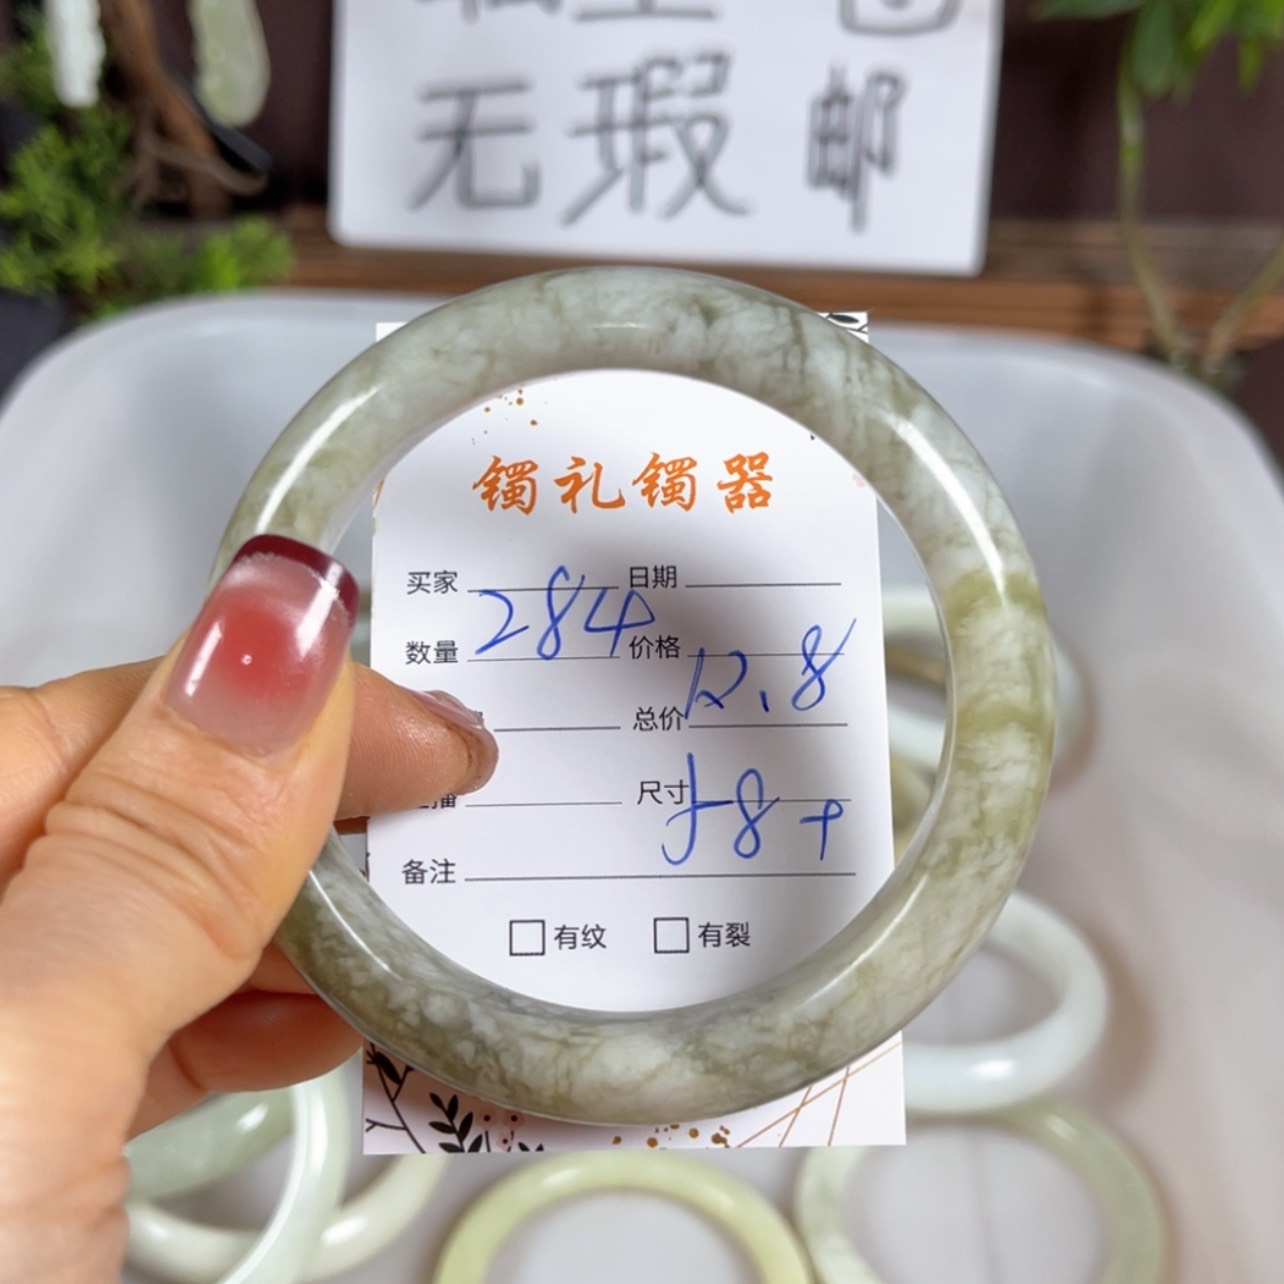 无瑕 邮
镯礼镯器
买家 日期
数量 284 价格
总价 12.8
尺寸 58+
备注
□有纹 □有裂